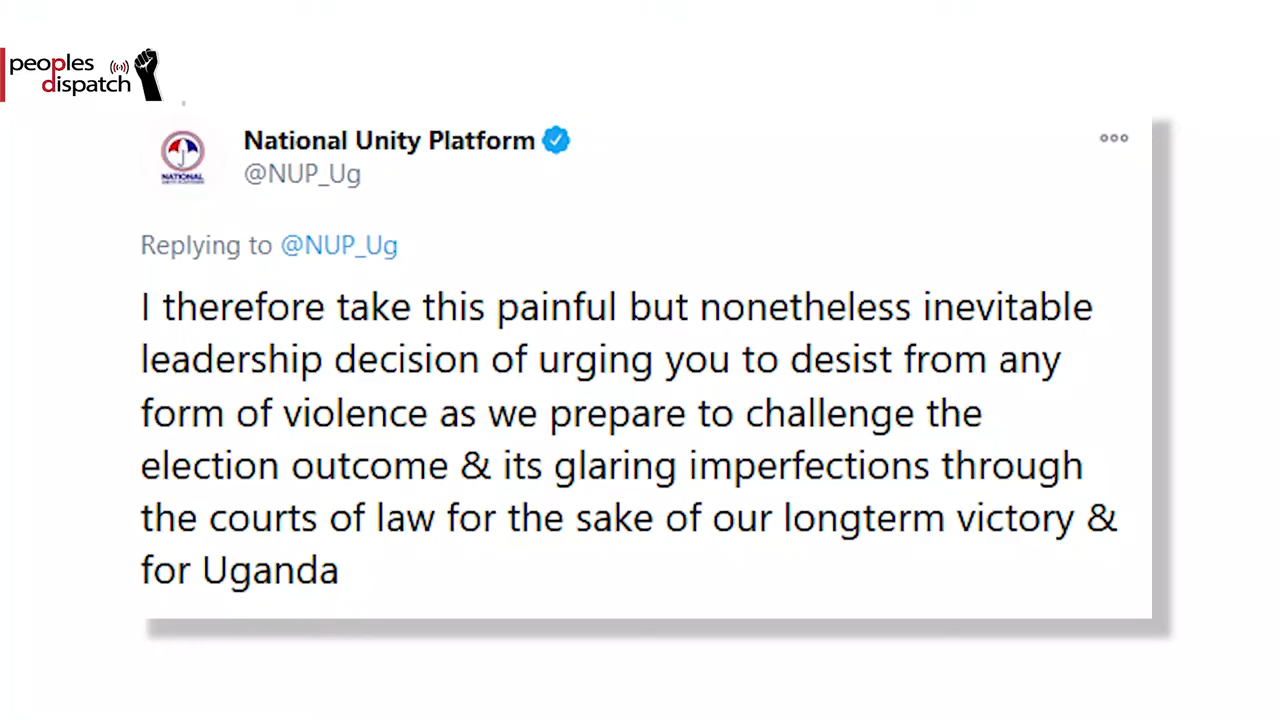 peoples
dispatch
National Unity Platform
@NUP_Ug
NATIONAL
Replying to @NUP_Ug
I therefore take this painful but nonetheless inevitable
leadership decision of urging you to desist from any
form of violence as we prepare to challenge the
election outcome & its glaring imperfections through
the courts of law for the sake of our longterm victory &
for Uganda